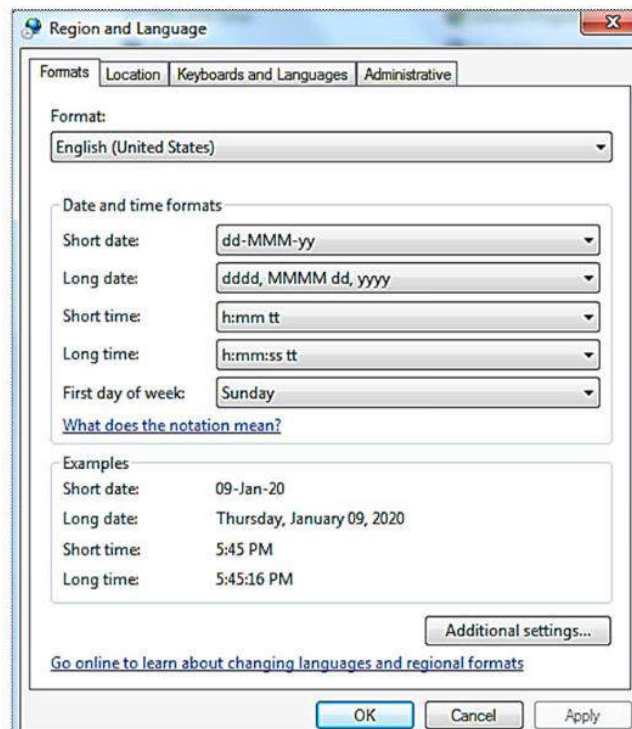 Region and Language
Formats Location Keyboards and Languages Administrative
Format:
English (United States)
Date and time formats
Short date: dd-MMM-yy
Long date: dddd, MMMM dd, yyyy
Short time: h:mm tt
Long time: h:mm:ss tt
First day of week: Sunday
What does the notation mean?
Examples
Short date: 09-Jan-20
Long date: Thursday, January 09, 2020
Short time: 5:45 PM
Long time: 5:45:16 PM
Additional settings...
Go online to learn about changing languages and regional formats
OK Cancel Apply